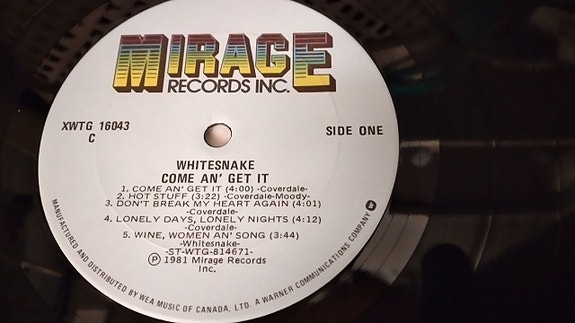 MIRAGE
RECORDS INC.
XWTG 16043
C
SIDE ONE
WHITESNAKE
COME AN' GET IT
1. COME AN' GET IT (4:00) -Coverdale-
2. HOT STUFF (3:22) -Coverdale-Moody-
3. DON'T BREAK MY HEART AGAIN (4:01)
-Coverdale-
4. LONELY DAYS, LONELY NIGHTS (4:12)
-Coverdale-
5. WINE, WOMEN AN' SONG (3:44)
-Whitesnake-
-ST-WTG-814671-
Ⓟ 1981 Mirage Records
Inc.
MANUFACTURED AND DISTRIBUTED BY WEA MUSIC OF CANADA, LTD. A WARNER COMMUNICATIONS COMPANY